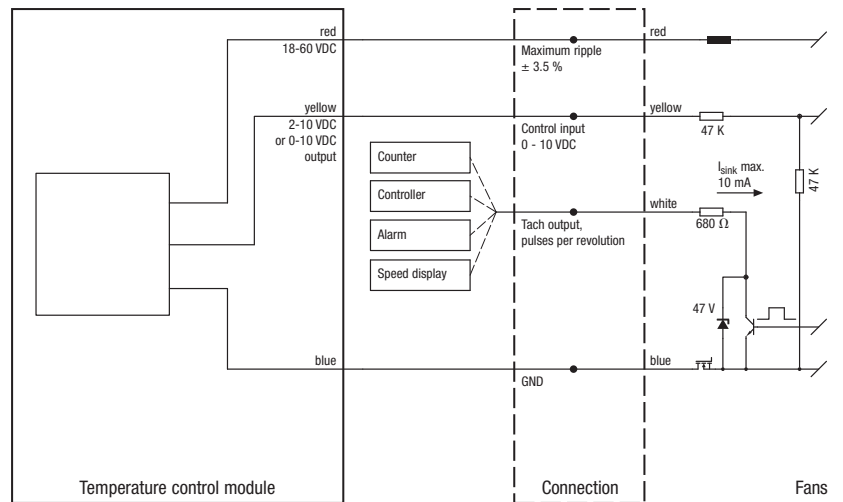 red
18-60 VDC
Maximum ripple
± 3.5 %
red
yellow
2-10 VDC
or 0-10 VDC
output
Control input
0 - 10 VDC
yellow
47 K
47 K
Counter
Controller
Alarm
Speed display
Tach output,
pulses per revolution
white
680 Ω
Isink max.
10 mA
47 V
blue
GND
blue
Temperature control module
Connection
Fans